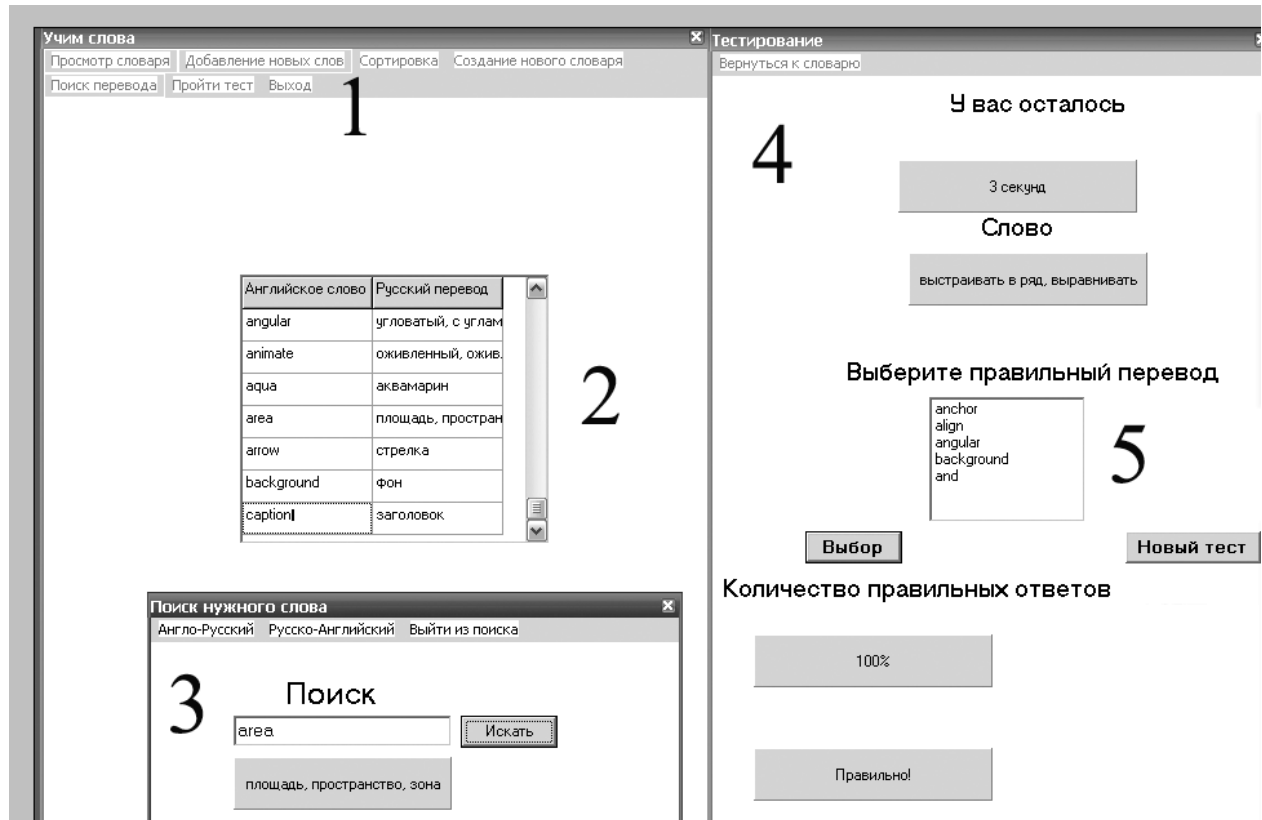 Учим слова
Просмотр словаря Добавление новых слов Сортировка Создание нового словаря
Поиск перевода Пройти тест Выход
1
Английское слово Русский перевод
angular угловатый, с углам
animate оживленный, ожив.
aqua аквамарин
area площадь, простран
arrow стрелка
background фон
caption заголовок
2
Поиск нужного слова
Англо-Русский Русско-Английский Выйти из поиска
3
Поиск
area Искать
площадь, пространство, зона
Тестирование
Вернуться к словарю
У вас осталось
4
3 секунд
Слово
выстраивать в ряд, выравнивать
Выберите правильный перевод
anchor
align
angular
background
and
5
Выбор Новый тест
Количество правильных ответов
100%
Правильно!